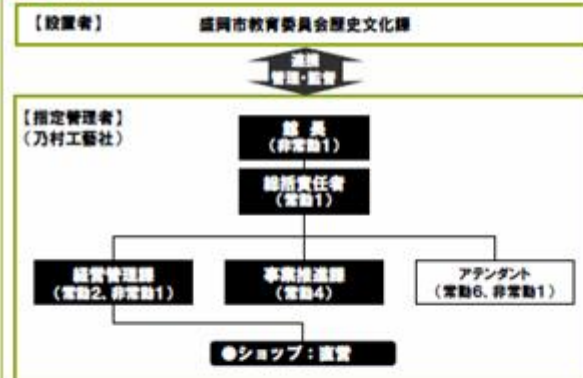 【設置者】 盛岡市教育委員会歴史文化課
連携
管理・監督
【指定管理者】
(乃村工藝社)
館 長
(非常勤1)
総括責任者
(常勤1)
経営管理課
(常勤2、非常勤1)
事業推進課
(常勤4)
アテンダント
(常勤6、非常勤1)
●ショップ：直営